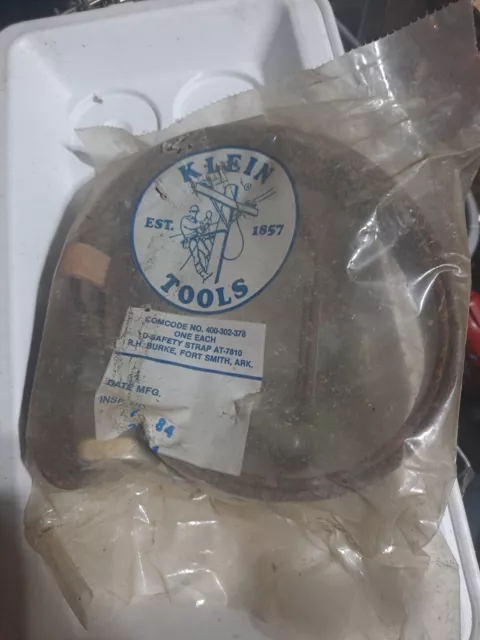 KLEIN
EST. 1857
TOOLS
COMCODE NO. 400-302-378
ONE EACH
D-SAFETY STRAP AT-7810
R.H. BURKE, FORT SMITH, ARK.
DATE MFG.
84